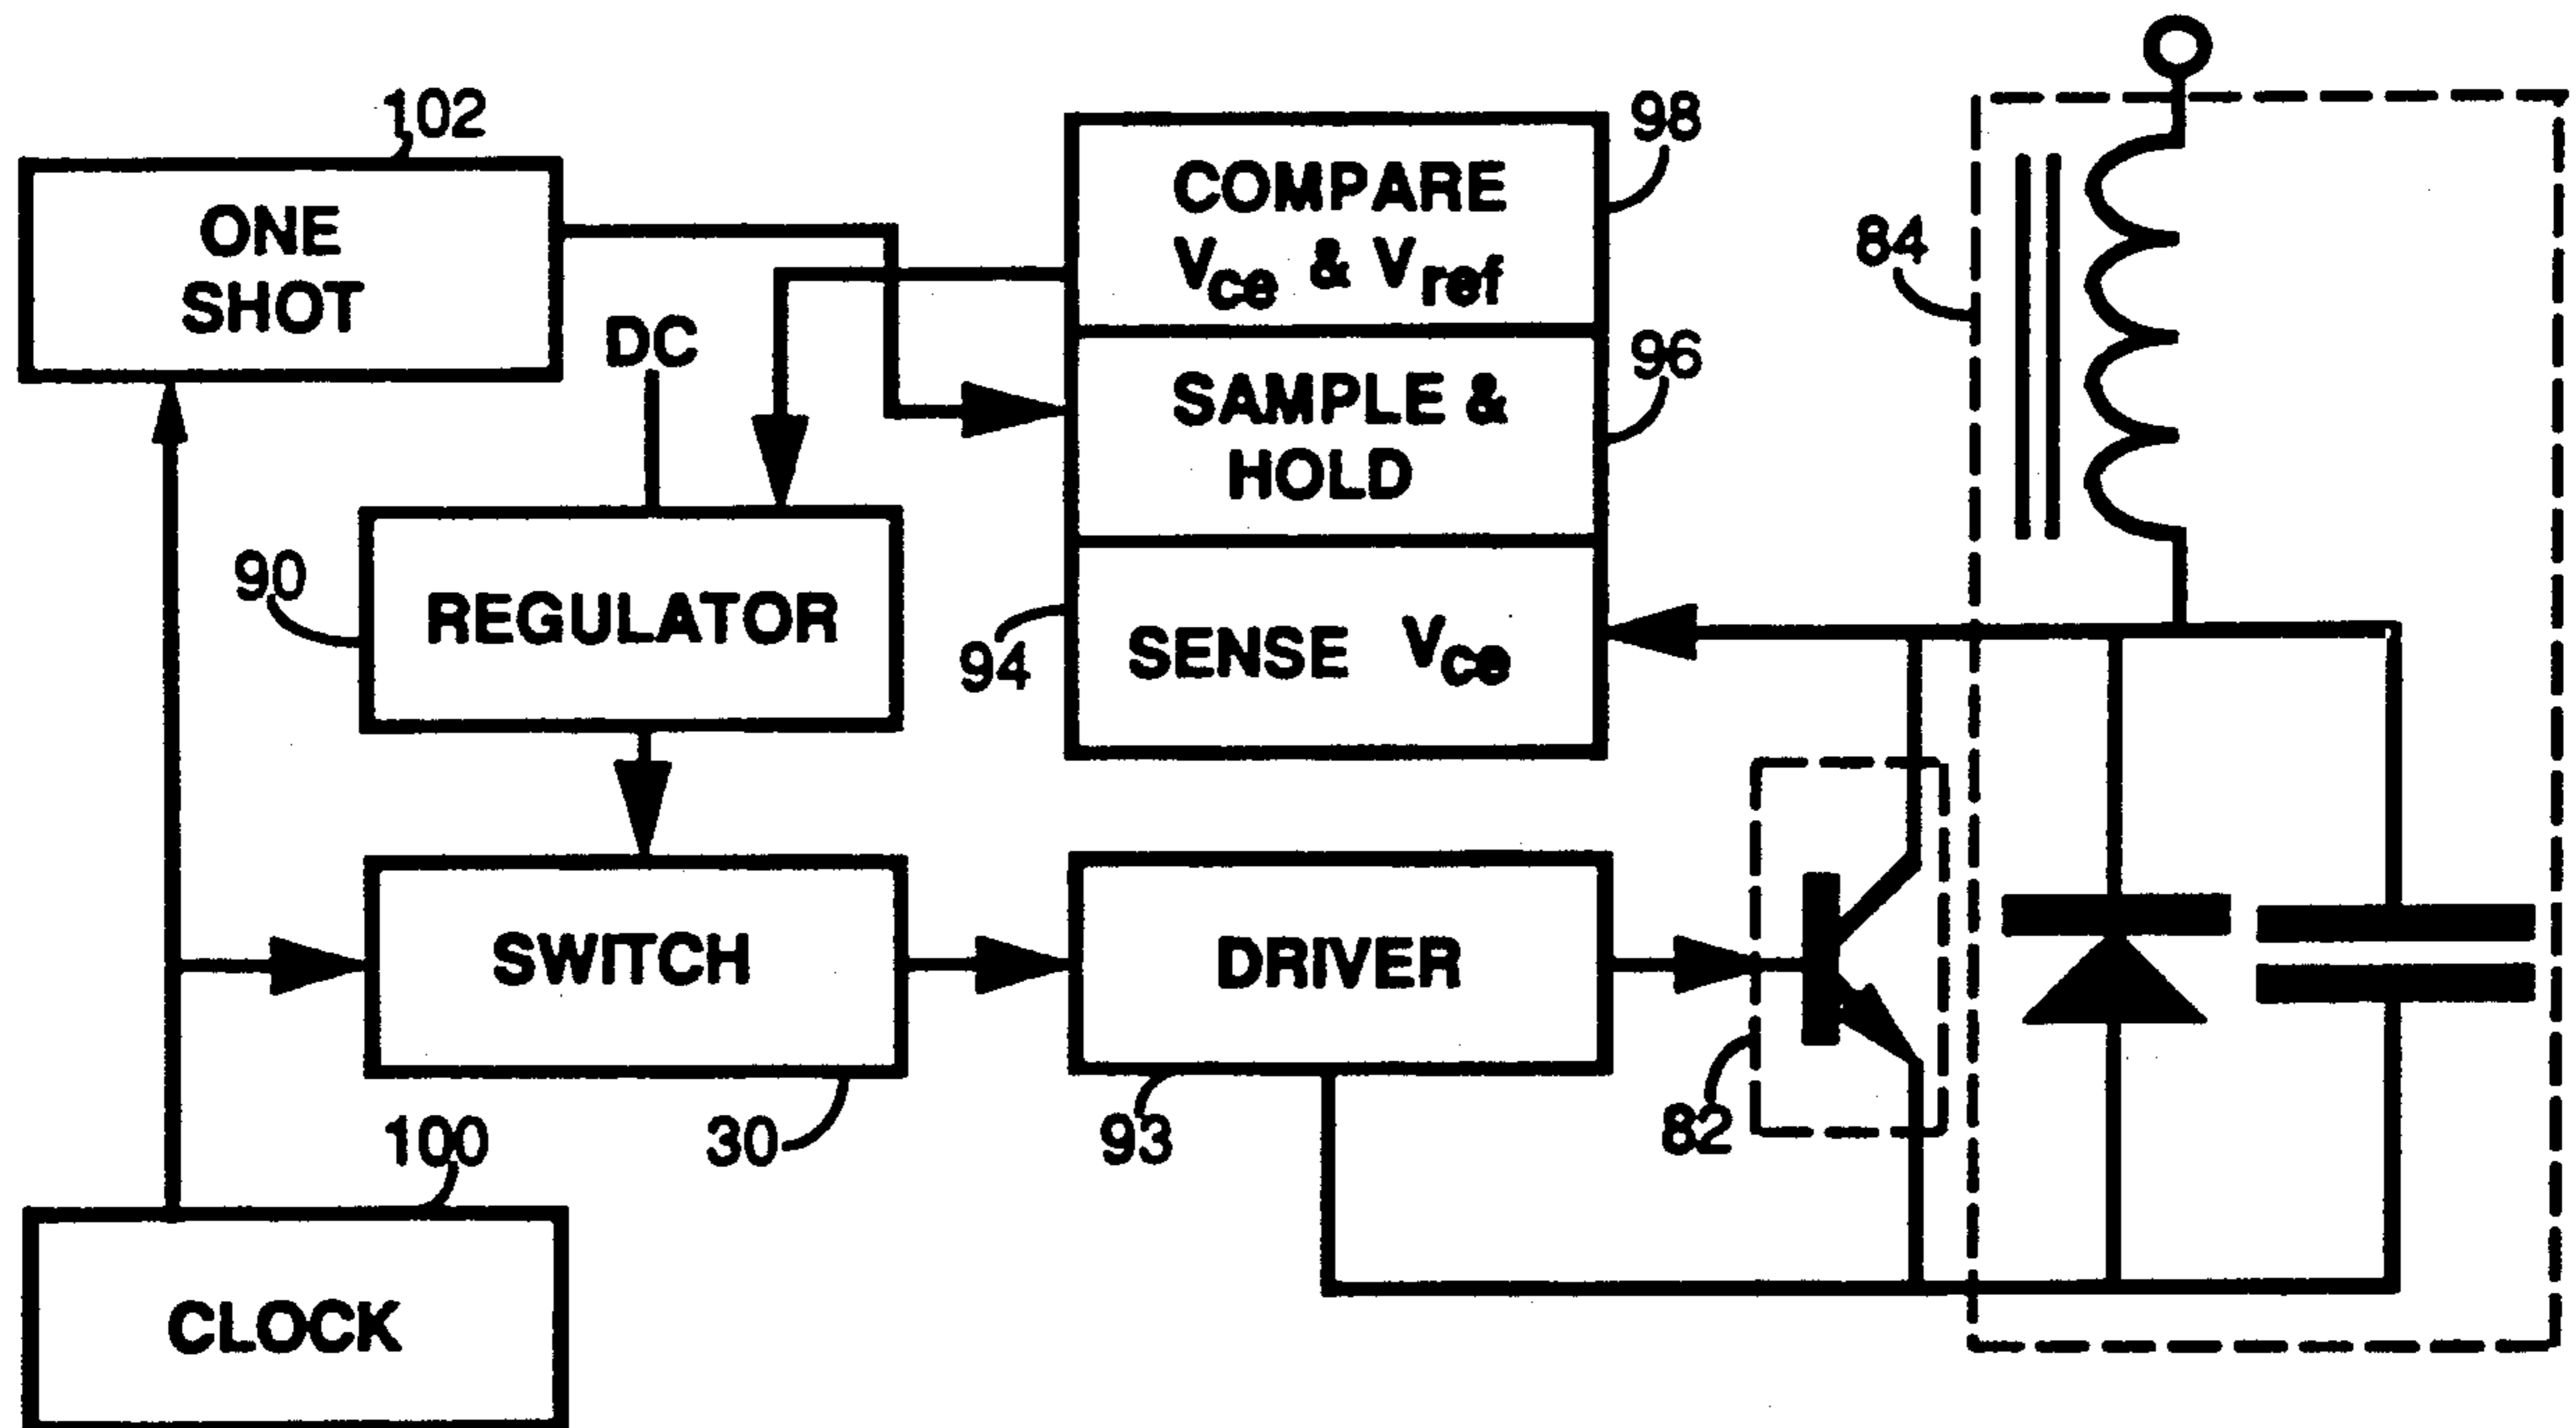 102
ONE
SHOT
DC
98
COMPARE
Vce & Vref
96
SAMPLE &
HOLD
84
90
REGULATOR
94
SENSE Vce
SWITCH
30
DRIVER
93
82
100
CLOCK